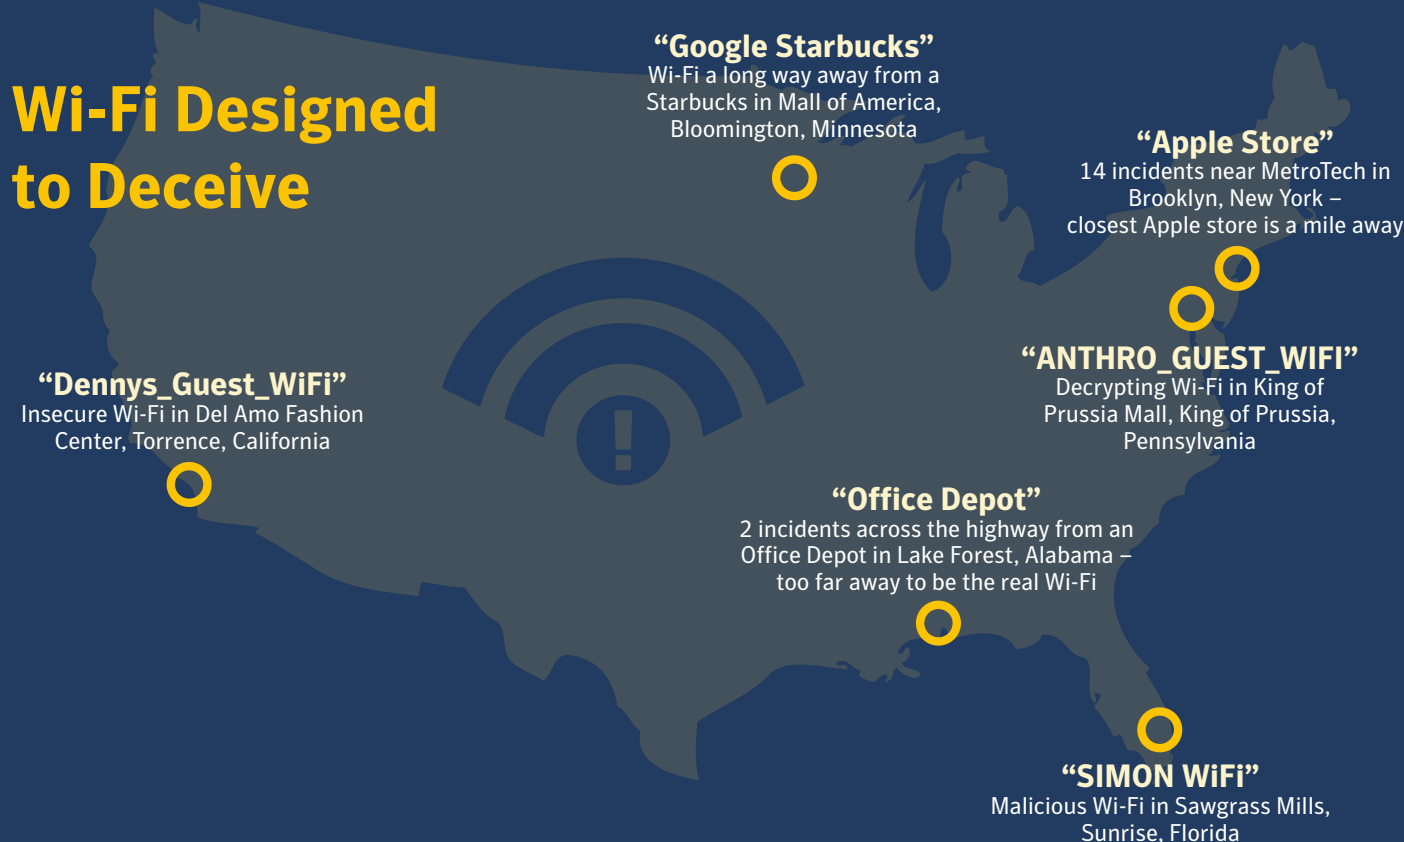 Wi-Fi Designed
to Deceive
“Google Starbucks”
Wi-Fi a long way away from a
Starbucks in Mall of America,
Bloomington, Minnesota
“Apple Store”
14 incidents near MetroTech in
Brooklyn, New York –
closest Apple store is a mile away
“ANTHRO_GUEST_WIFI”
Decrypting Wi-Fi in King of
Prussia Mall, King of Prussia,
Pennsylvania
“Dennys_Guest_WiFi”
Insecure Wi-Fi in Del Amo Fashion
Center, Torrence, California
!
“Office Depot”
2 incidents across the highway from an
Office Depot in Lake Forest, Alabama –
too far away to be the real Wi-Fi
“SIMON WiFi”
Malicious Wi-Fi in Sawgrass Mills,
Sunrise, Florida